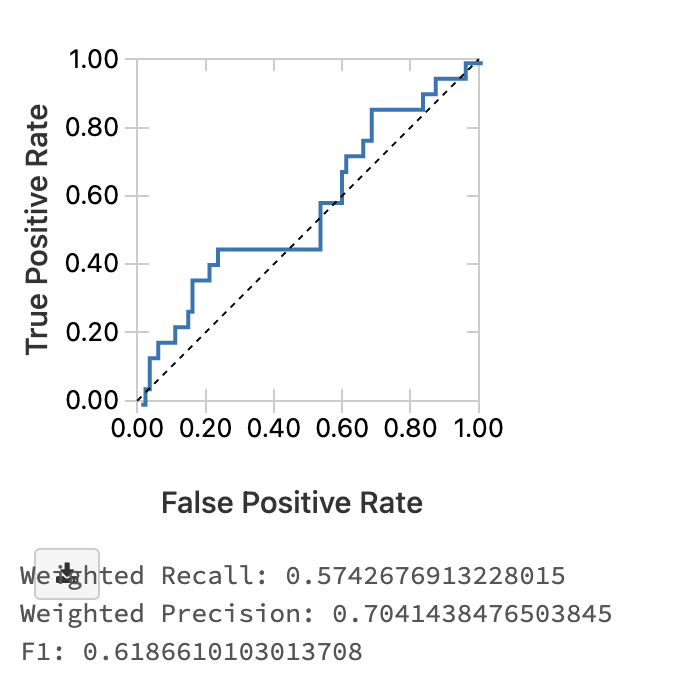 1.00
0.80
0.60
0.40
0.20
0.00
True Positive Rate
0.00 0.20 0.40 0.60 0.80 1.00
False Positive Rate
Weighted Recall: 0.5742676913228015
Weighted Precision: 0.7041438476503845
F1: 0.6186610103013708